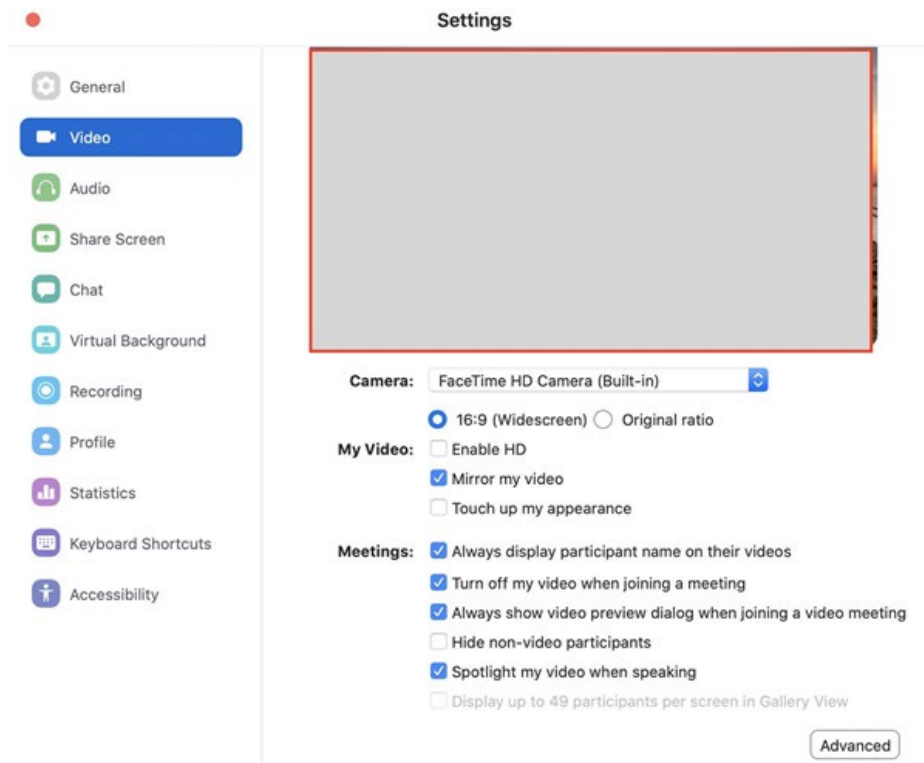 Settings
General
Video
Audio
Share Screen
Chat
Virtual Background
Recording
Profile
Statistics
Keyboard Shortcuts
Accessibility
Camera: FaceTime HD Camera (Built-in)
16:9 (Widescreen) Original ratio
My Video: Enable HD
Mirror my video
Touch up my appearance
Meetings: Always display participant name on their videos
Turn off my video when joining a meeting
Always show video preview dialog when joining a video meeting
Hide non-video participants
Spotlight my video when speaking
Display up to 49 participants per screen in Gallery View
Advanced